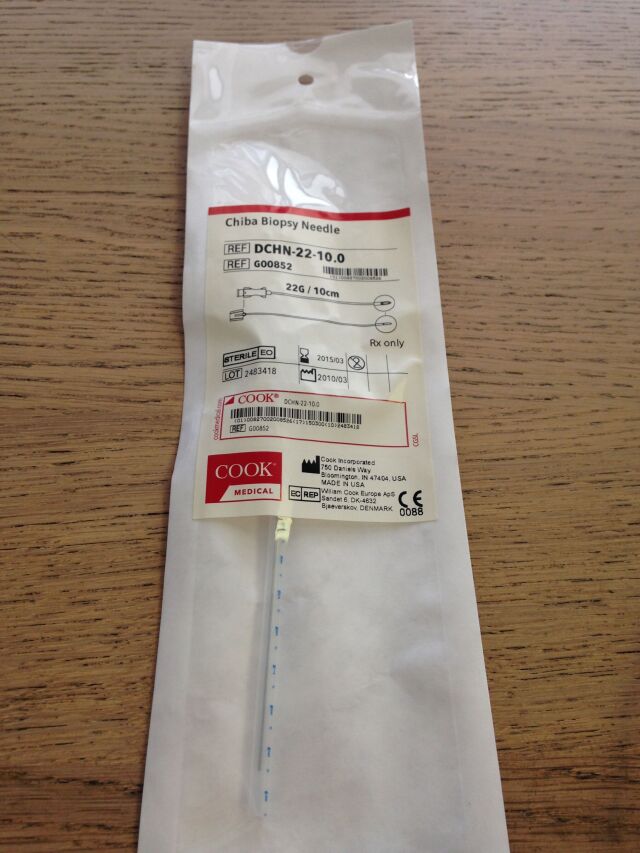 Chiba Biopsy Needle
REF DCHN-22-10.0
REF G00852
22G / 10cm
Rx only
STERILE EO 2015/03
LOT 2483418 2010/03
COOK® DCHN-22-10.0
REF G00852
cookmedical.com
COOK®
MEDICAL
Cook Incorporated
750 Daniels Way
Bloomington, IN 47404, USA
MADE IN USA
EC REP William Cook Europe ApS
Sandet 6, DK-4632
Bjaeverskov, DENMARK
CE
0088